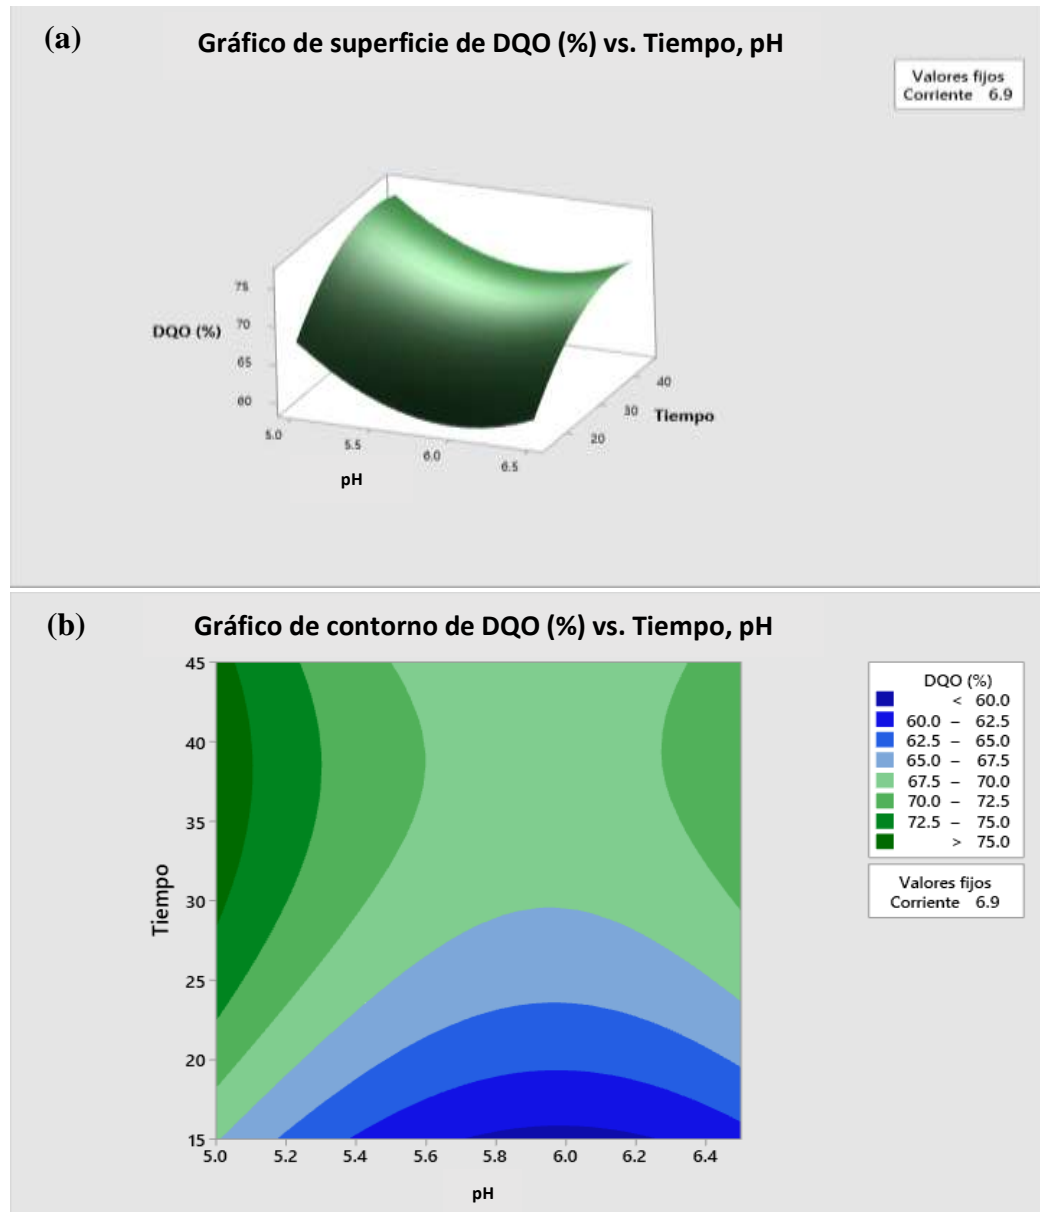 (a)
Gráfico de superficie de DQO (%) vs. Tiempo, pH
Valores fijos
Corriente 6.9
75
70
DQO (%)
65
60
5.0
5.5
6.0
6.5
pH
40
30
Tiempo
20
(b)
Gráfico de contorno de DQO (%) vs. Tiempo, pH
45
40
35
30
25
20
15
Tiempo
5.0 5.2 5.4 5.6 5.8 6.0 6.2 6.4
pH
DQO (%)
< 60.0
60.0 – 62.5
62.5 – 65.0
65.0 – 67.5
67.5 – 70.0
70.0 – 72.5
72.5 – 75.0
> 75.0
Valores fijos
Corriente 6.9